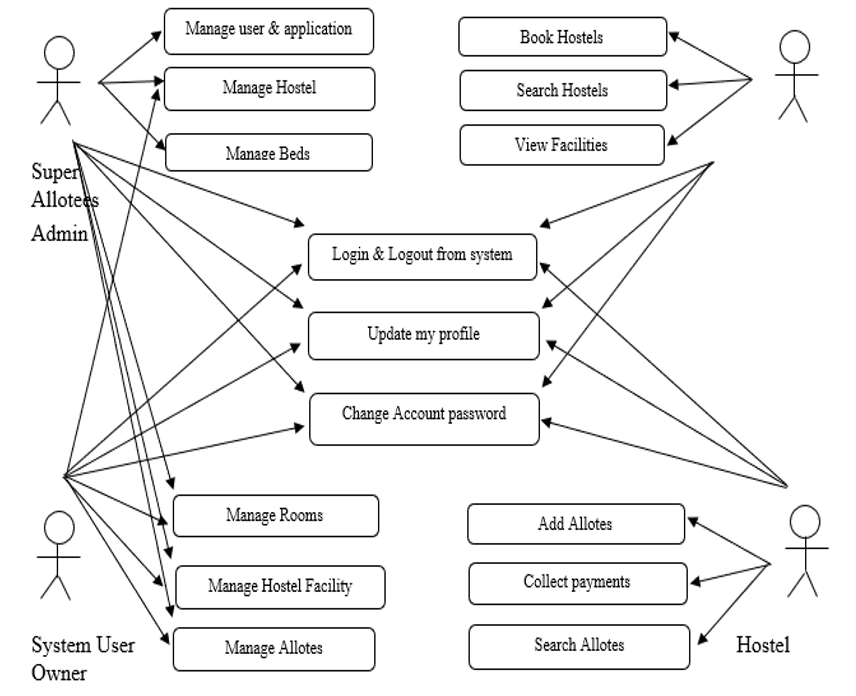 Manage user & application
Book Hostels
Manage Hostel
Search Hostels
Manage Beds
View Facilities
Super
Allotees
Admin
Login & Logout from system
Update my profile
Change Account password
Manage Rooms
Add Allotes
Manage Hostel Facility
Collect payments
Manage Allotes
Search Allotes
System User
Owner
Hostel